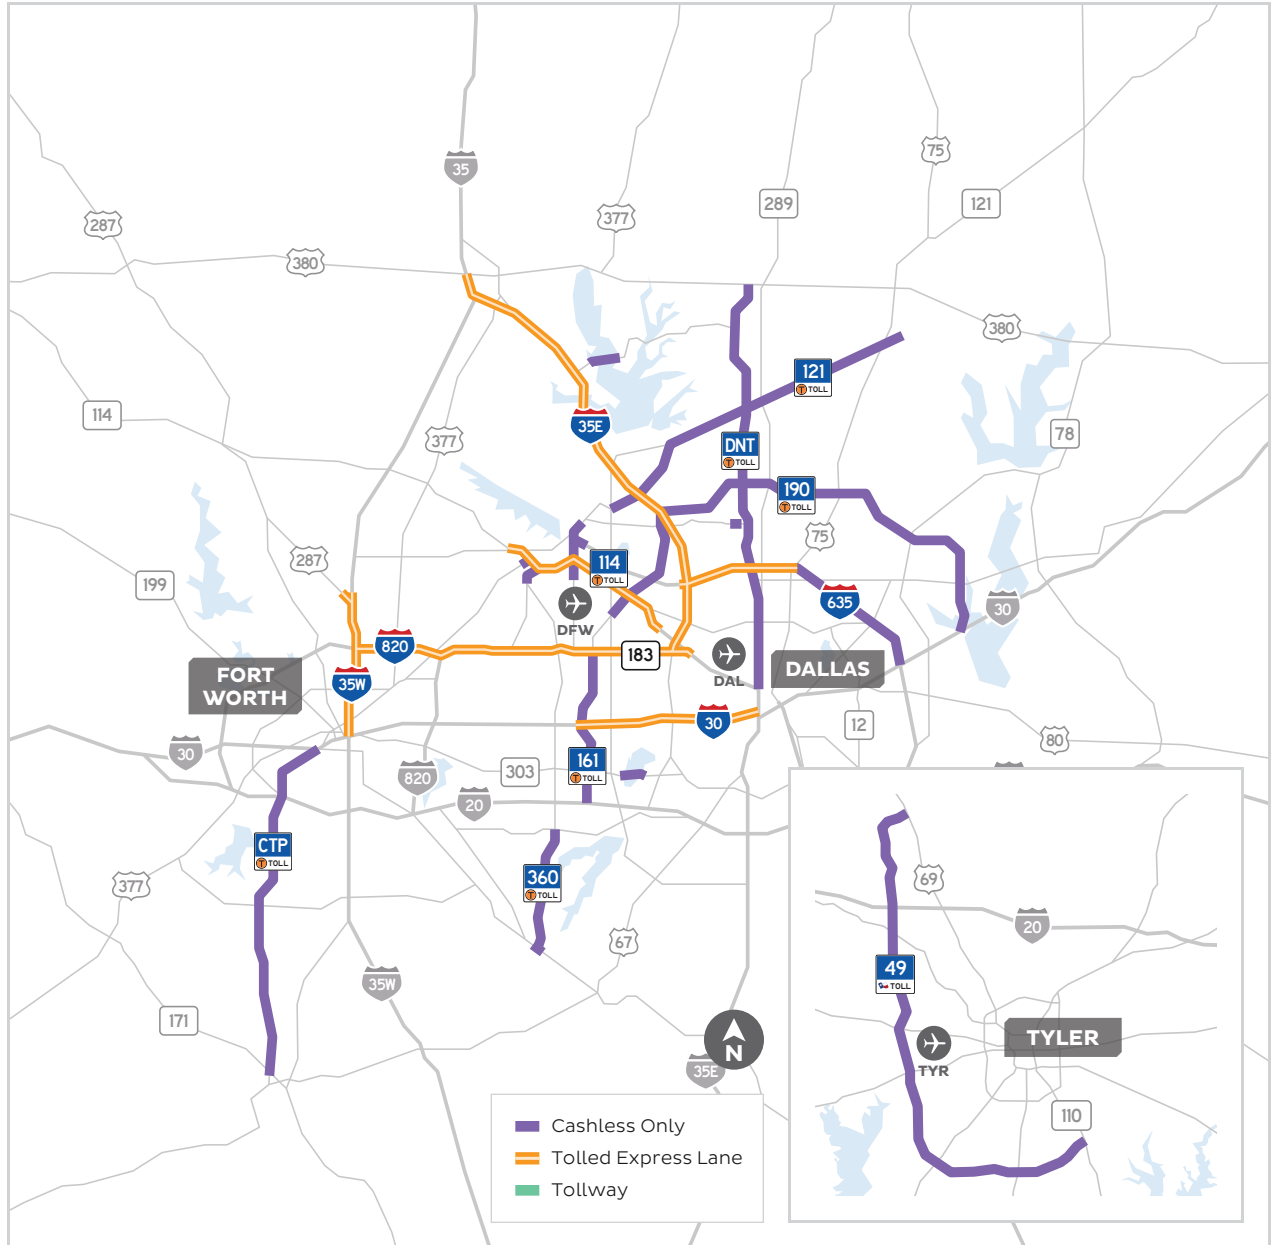 35
75
287
377
289
121
380
380
121
TOLL
114
35E
377
DNT
TOLL
78
190
TOLL
75
287
114
TOLL
199
635
DFW
30
820
183
FORT
WORTH
35W
DAL
DALLAS
30
12
30
80
161
TOLL
303
820
20
CTP
TOLL
69
360
TOLL
377
20
67
49
TOLL
35W
171
N
TYLER
TYR
35E
110
Cashless Only
Tolled Express Lane
Tollway